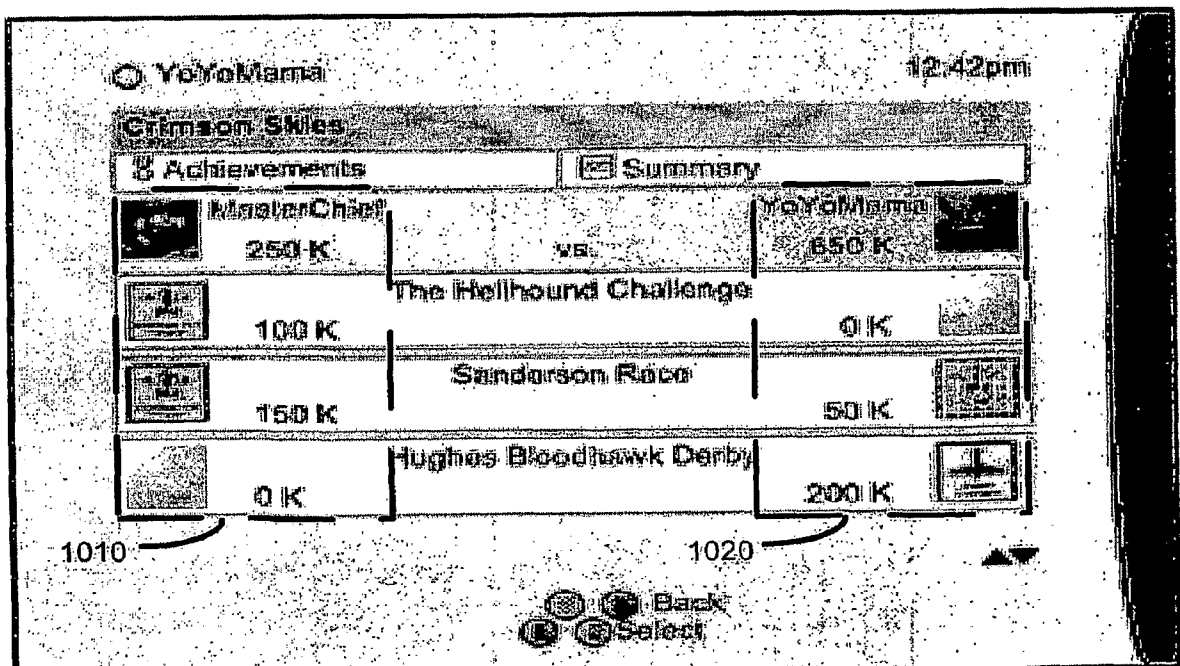 YoYoMama 12:42pm
Crimson Skies
Achievements Summary
MasterChief YoYoMama
250 K vs. 650 K
The Hellhound Challenge
100 K 0 K
Sanderson Race
150 K 50 K
Hughes Bloodhawk Derby
0 K 200 K
1010 1020
Back
Select